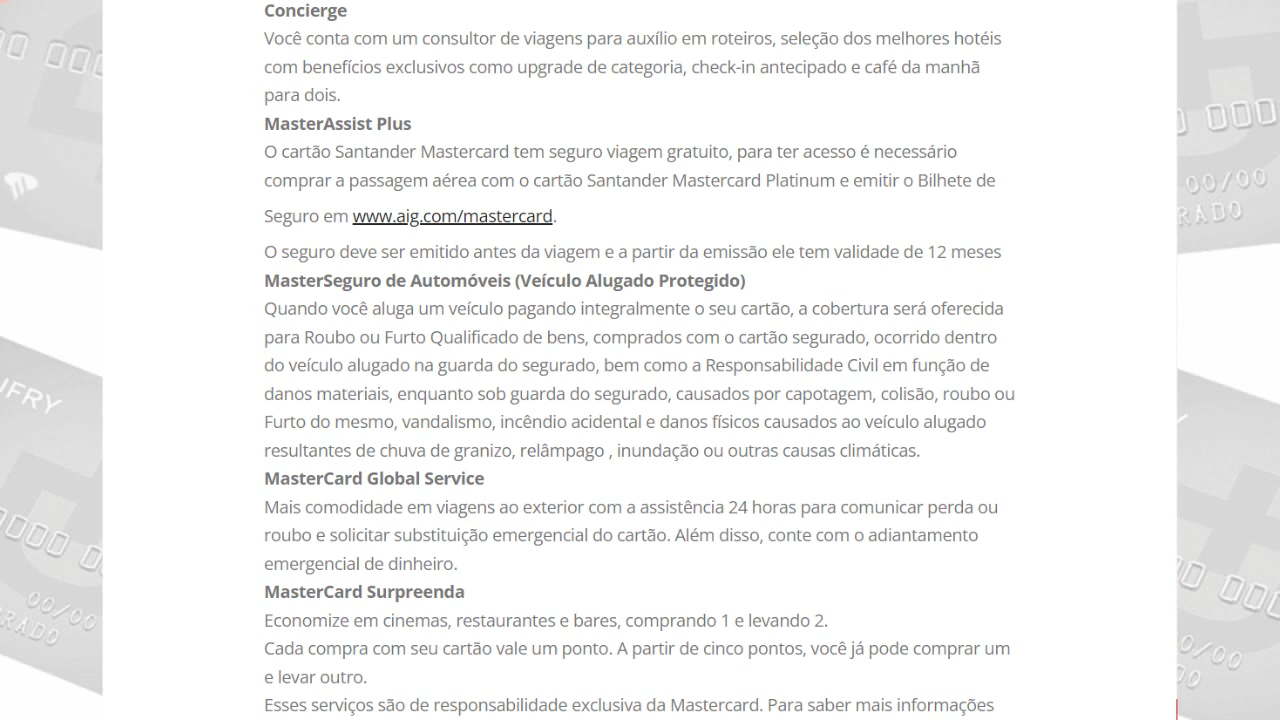 Concierge
Você conta com um consultor de viagens para auxílio em roteiros, seleção dos melhores hotéis
com benefícios exclusivos como upgrade de categoria, check-in antecipado e café da manhã
para dois.
MasterAssist Plus
O cartão Santander Mastercard tem seguro viagem gratuito, para ter acesso é necessário
comprar a passagem aérea com o cartão Santander Mastercard Platinum e emitir o Bilhete de
Seguro em www.aig.com/mastercard.
O seguro deve ser emitido antes da viagem e a partir da emissão ele tem validade de 12 meses
MasterSeguro de Automóveis (Veículo Alugado Protegido)
Quando você aluga um veículo pagando integralmente o seu cartão, a cobertura será oferecida
para Roubo ou Furto Qualificado de bens, comprados com o cartão segurado, ocorrido dentro
do veículo alugado na guarda do segurado, bem como a Responsabilidade Civil em função de
danos materiais, enquanto sob guarda do segurado, causados por capotagem, colisão, roubo ou
Furto do mesmo, vandalismo, incêndio acidental e danos físicos causados ao veículo alugado
resultantes de chuva de granizo, relâmpago , inundação ou outras causas climáticas.
MasterCard Global Service
Mais comodidade em viagens ao exterior com a assistência 24 horas para comunicar perda ou
roubo e solicitar substituição emergencial do cartão. Além disso, conte com o adiantamento
emergencial de dinheiro.
MasterCard Surpreenda
Economize em cinemas, restaurantes e bares, comprando 1 e levando 2.
Cada compra com seu cartão vale um ponto. A partir de cinco pontos, você já pode comprar um
e levar outro.
Esses serviços são de responsabilidade exclusiva da Mastercard. Para saber mais informações
00/00
00/00